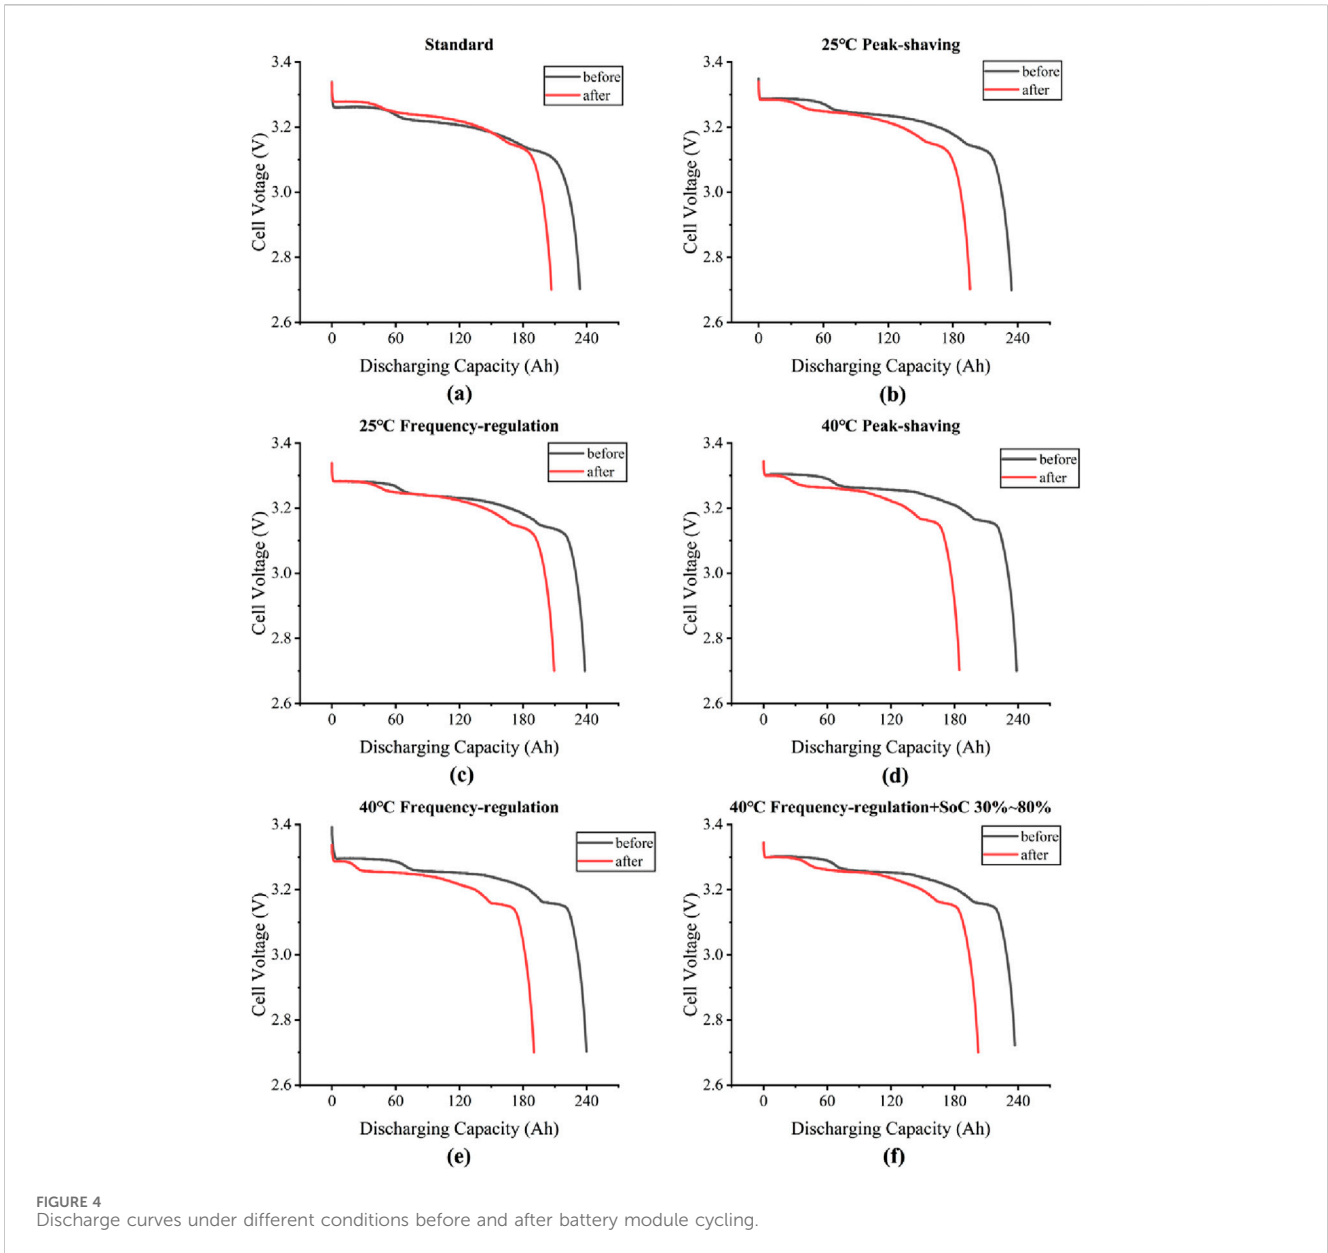 Standard
before
after
3.4
3.2
3.0
2.8
2.6
Cell Votage (V)
0 60 120 180 240
Discharging Capacity (Ah)
(a)
25℃ Peak-shaving
before
after
3.4
3.2
3.0
2.8
2.6
Cell Voltage (V)
0 60 120 180 240
Discharging Capacity (Ah)
(b)
25℃ Frequency-regulation
before
after
3.4
3.2
3.0
2.8
2.6
Cell Voltage (V)
0 60 120 180 240
Discharging Capacity (Ah)
(c)
40℃ Peak-shaving
before
after
3.4
3.2
3.0
2.8
2.6
Cell Voltage (V)
0 60 120 180 240
Discharging Capacity (Ah)
(d)
40℃ Frequency-regulation
before
after
3.4
3.2
3.0
2.8
2.6
Cell Voltage (V)
0 60 120 180 240
Discharging Capacity (Ah)
(e)
40℃ Frequency-regulation+SoC 30%~80%
before
after
3.4
3.2
3.0
2.8
2.6
Cell Voltage (V)
0 60 120 180 240
Discharging Capacity (Ah)
(f)
FIGURE 4
Discharge curves under different conditions before and after battery module cycling.